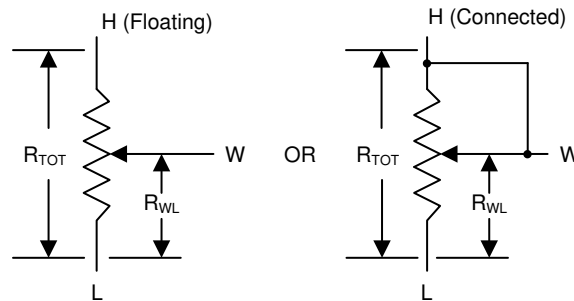 H (Floating)
H (Connected)
R_TOT
W
OR
R_TOT
W
R_WL
R_WL
L
L